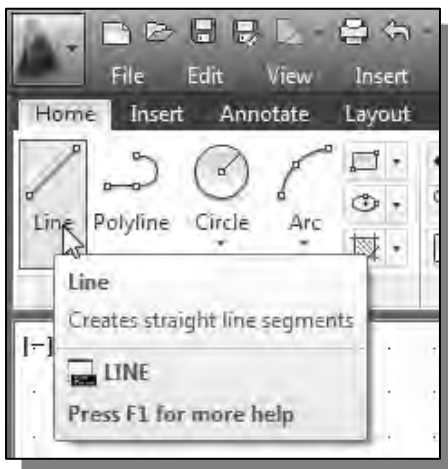 File Edit View Insert
Home Insert Annotate Layout
Line Polyline Circle Arc
Line
Creates straight line segments
LINE
Press F1 for more help
[-]